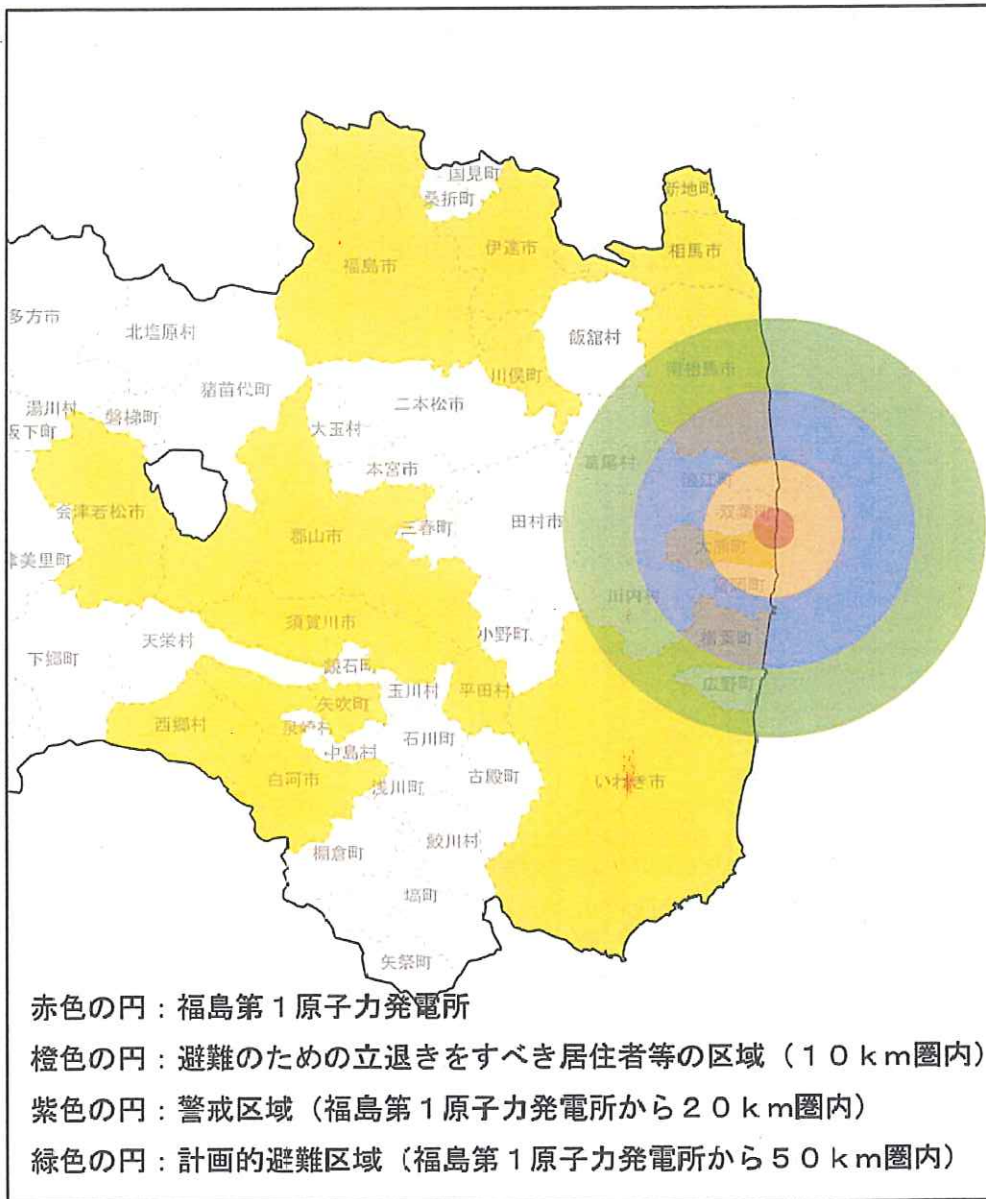 国見町
桑折町
新地町
伊達市
相馬市
福島市
多方市
北塩原村
飯舘村
南相馬市
川俣町
猪苗代町
二本松市
湯川村
磐梯町
坂下町
大玉村
本宮市
葛尾村
浪江町
会津若松市
双葉町
田村市
三春町
郡山市
大熊町
津美里町
富岡町
川内村
須賀川市
小野町
楢葉町
天栄村
下郷町
鏡石町
玉川村
平田村
広野町
矢吹町
西郷村
泉崎村
石川町
中島村
白河市
浅川町
古殿町
いわき市
鮫川村
棚倉町
塙町
矢祭町
赤色の円：福島第１原子力発電所
橙色の円：避難のための立退きをすべき居住者等の区域（１０ｋｍ圏内）
紫色の円：警戒区域（福島第１原子力発電所から２０ｋｍ圏内）
緑色の円：計画的避難区域（福島第１原子力発電所から５０ｋｍ圏内）